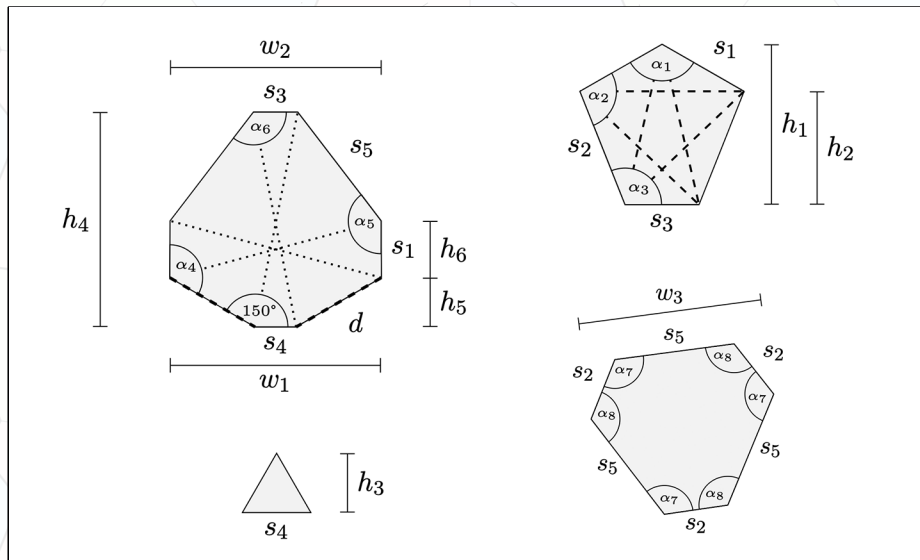 w₂
s₃
α₆
s₅
h₄
α₅
s₁
h₆
α₄
150°
h₅
d
s₄
w₁
h₃
s₄
s₁
α₁
α₂
h₁
h₂
s₂
α₃
s₃
w₃
s₅
α₈
s₂
s₂
α₇
α₇
α₈
s₅
s₅
α₇
α₈
s₂